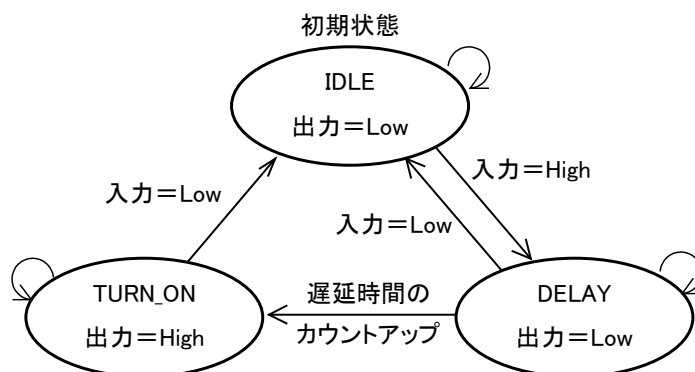 初期状態
IDLE
出力=Low
入力=High
入力=Low
入力=Low
TURN_ON
出力=High
遅延時間の
カウントアップ
DELAY
出力=Low